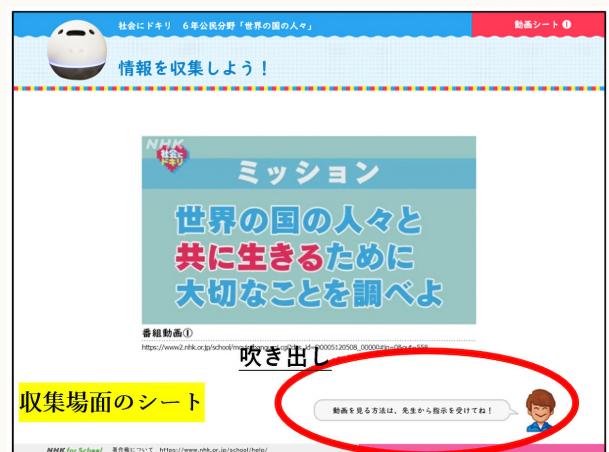 社会にドキリ 6年公民分野「世界の国の人々」
動画シート❶
情報を収集しよう!
NHK
社会に
ドキリ
ミッション
世界の国の人々と
共に生きるために
大切なことを調べよ
番組動画①
吹き出し
収集場面のシート
動画を見る方法は、先生から指示を受けてね!
NHK for School 著作権について https://www.nhk.or.jp/school/help/